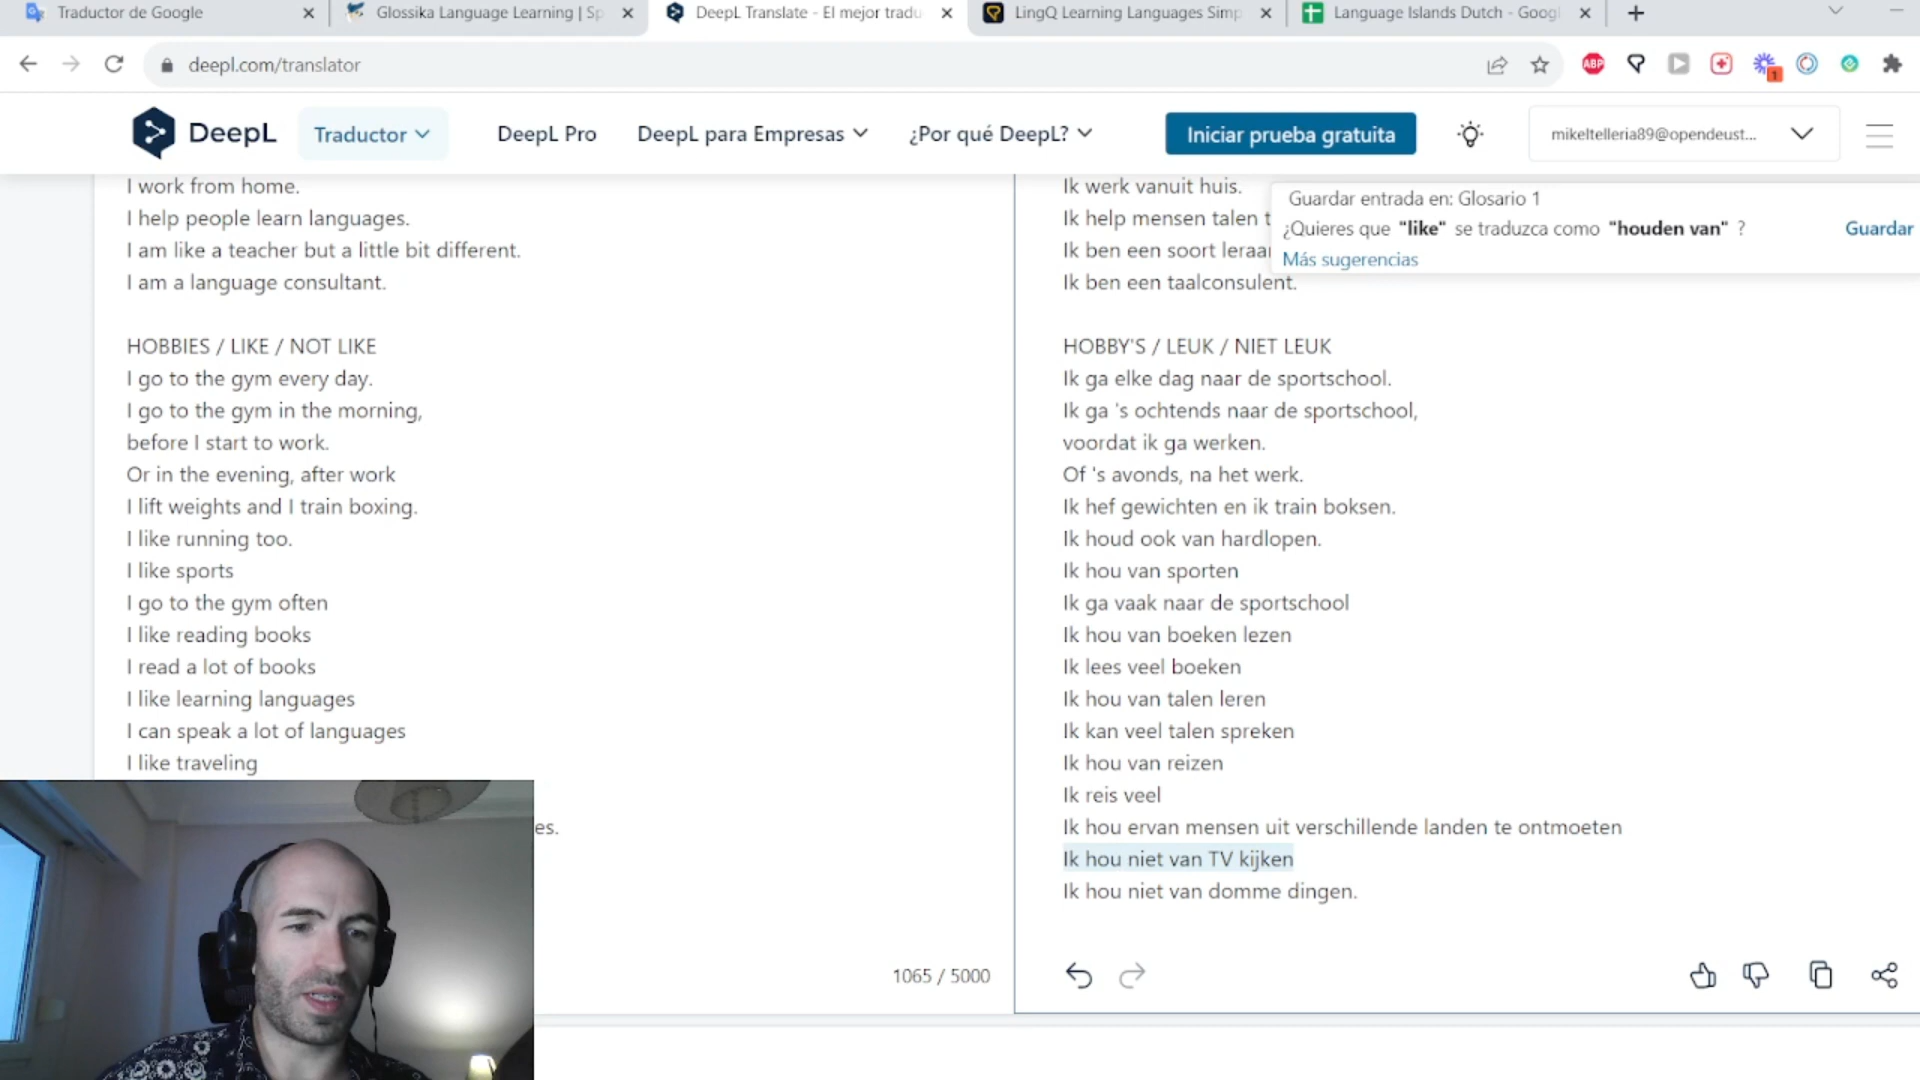 Traductor de Google
Glossika Language Learning | Sp
DeepL Translate - El mejor tradu
LingQ Learning Languages Simp
Language Islands Dutch - Googl
deepl.com/translator
ABP
1
DeepL
Traductor
DeepL Pro
DeepL para Empresas
¿Por qué DeepL?
Iniciar prueba gratuita
mikeltelleria89@opendeust...
I work from home.
I help people learn languages.
I am like a teacher but a little bit different.
I am a language consultant.
HOBBIES / LIKE / NOT LIKE
I go to the gym every day.
I go to the gym in the morning,
before I start to work.
Or in the evening, after work
I lift weights and I train boxing.
I like running too.
I like sports
I go to the gym often
I like reading books
I read a lot of books
I like learning languages
I can speak a lot of languages
I like traveling
es.
1065 / 5000
Ik werk vanuit huis.
Ik help mensen talen t
Ik ben een soort leraar
Ik ben een taalconsulent.
Guardar entrada en: Glosario 1
¿Quieres que "like" se traduzca como "houden van" ?
Guardar
Más sugerencias
HOBBY'S / LEUK / NIET LEUK
Ik ga elke dag naar de sportschool.
Ik ga 's ochtends naar de sportschool,
voordat ik ga werken.
Of 's avonds, na het werk.
Ik hef gewichten en ik train boksen.
Ik houd ook van hardlopen.
Ik hou van sporten
Ik ga vaak naar de sportschool
Ik hou van boeken lezen
Ik lees veel boeken
Ik hou van talen leren
Ik kan veel talen spreken
Ik hou van reizen
Ik reis veel
Ik hou ervan mensen uit verschillende landen te ontmoeten
Ik hou niet van TV kijken
Ik hou niet van domme dingen.